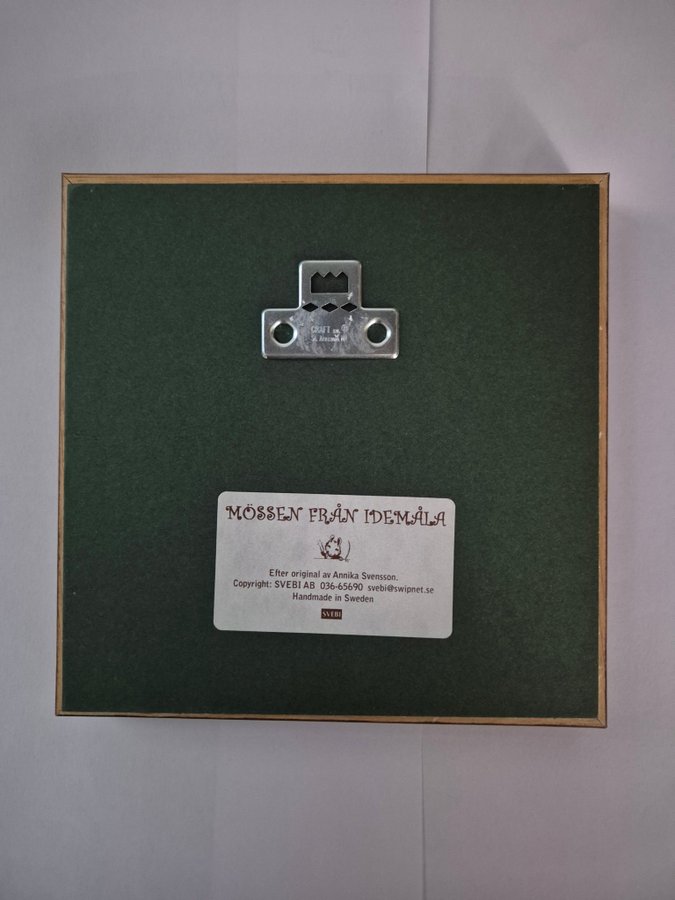 CRAFT
MÖSSEN FRÅN IDEMÅLA
Efter original av Annika Svensson.
Copyright: SVEBI AB 036-65690 svebi@swipnet.se
Handmade in Sweden
SVEBI